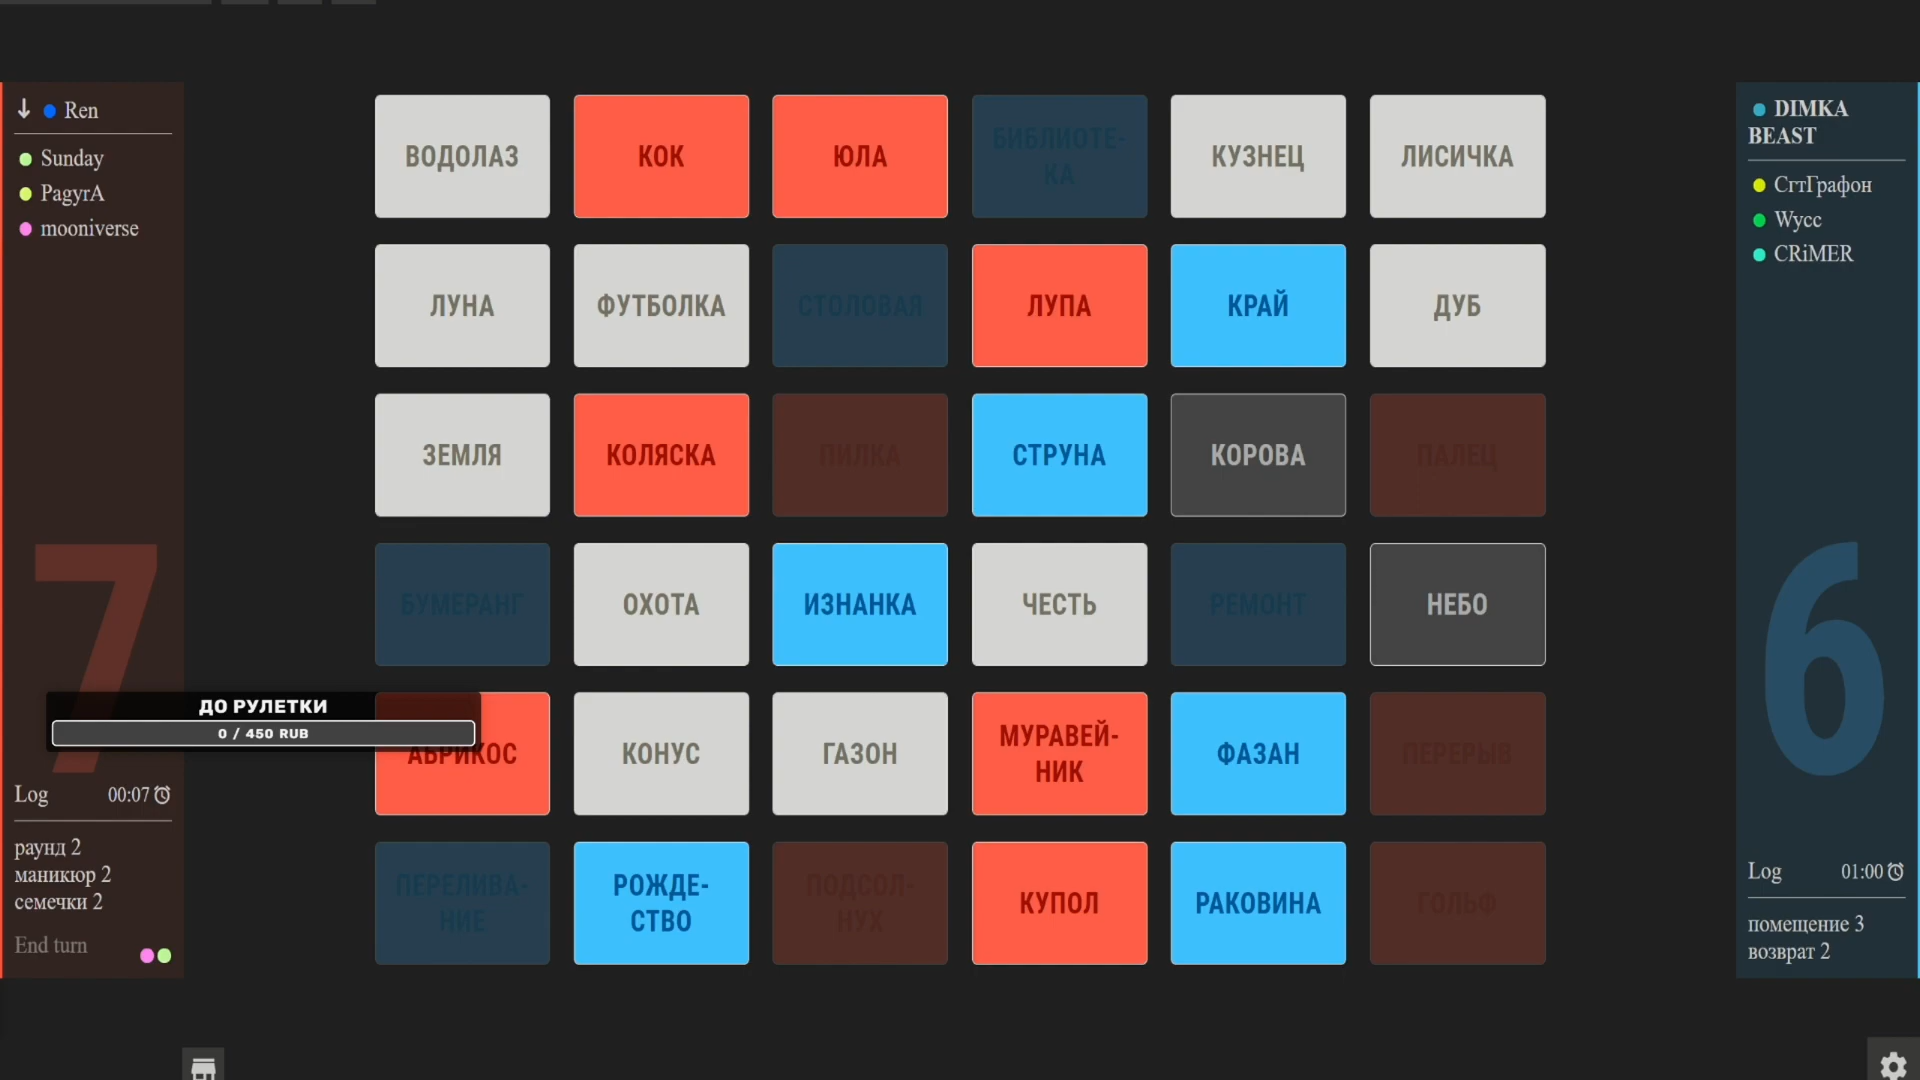 Ren
Sunday
PagyrA
mooniverse
7
ДО РУЛЕТКИ
0 / 450 RUB
Log 00:07
раунд 2
маникюр 2
семечки 2
End turn
ВОДОЛАЗ КОК ЮЛА БИБЛИОТЕ- КУЗНЕЦ ЛИСИЧКА
КА
ЛУНА ФУТБОЛКА СТОЛОВАЯ ЛУПА КРАЙ ДУБ
ЗЕМЛЯ КОЛЯСКА ПИЛКА СТРУНА КОРОВА ПАЛЕЦ
БУМЕРАНГ ОХОТА ИЗНАНКА ЧЕСТЬ РЕМОНТ НЕБО
АБРИКОС КОНУС ГАЗОН МУРАВЕЙ- ФАЗАН ПЕРЕРЫВ
НИК
ПЕРЕЛИВА- РОЖДЕ- ПОДСОЛ- КУПОЛ РАКОВИНА ГОЛЬФ
НИЕ СТВО НУХ
DIMKA
BEAST
СгтГрафон
Wycc
CRiMER
6
Log 01:00
помещение 3
возврат 2